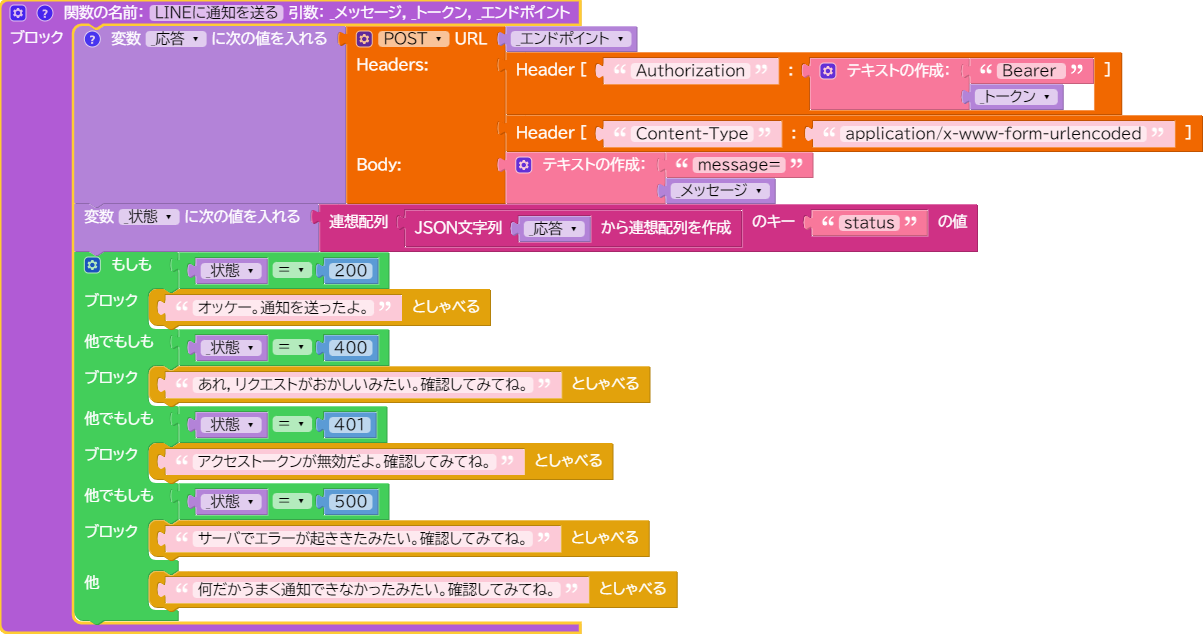 関数の名前: LINEに通知を送る 引数: _メッセージ, _トークン, _エンドポイント
ブロック 変数 _応答 に次の値を入れる POST URL _エンドポイント
Headers: Header [ “ Authorization ” : テキストの作成: “ Bearer ” ]
_トークン
Header [ “ Content-Type ” : “ application/x-www-form-urlencoded ” ]
Body: テキストの作成: “ message= ”
_メッセージ
変数 _状態 に次の値を入れる 連想配列 JSON文字列 _応答 から連想配列を作成 のキー “ status ” の値
もしも _状態 = 200
ブロック “ オッケー。通知を送ったよ。 ” としゃべる
他でもしも _状態 = 400
ブロック “ あれ, リクエストがおかしいみたい。確認してみてね。 ” としゃべる
他でもしも _状態 = 401
ブロック “ アクセストークンが無効だよ。確認してみてね。 ” としゃべる
他でもしも _状態 = 500
ブロック “ サーバでエラーが起ききたみたい。確認してみてね。 ” としゃべる
他 “ 何だかうまく通知できなかったみたい。確認してみてね。 ” としゃべる